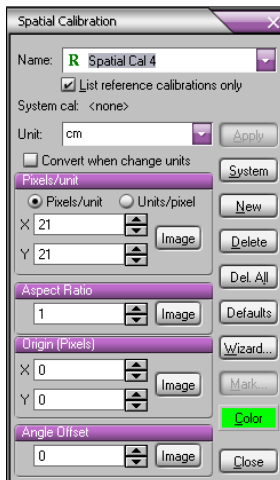 Spatial Calibration
Name: R Spatial Cal 4
List reference calibrations only
System cal: <none>
Unit: cm Apply
Convert when change units System
Pixels/unit
Pixels/unit Units/pixel New
X 21 Image
Y 21 Delete
Del. All
Aspect Ratio
1 Image Defaults
Origin (Pixels)
X 0 Image Wizard...
Y 0 Mark...
Color
Angle Offset
0 Image Close